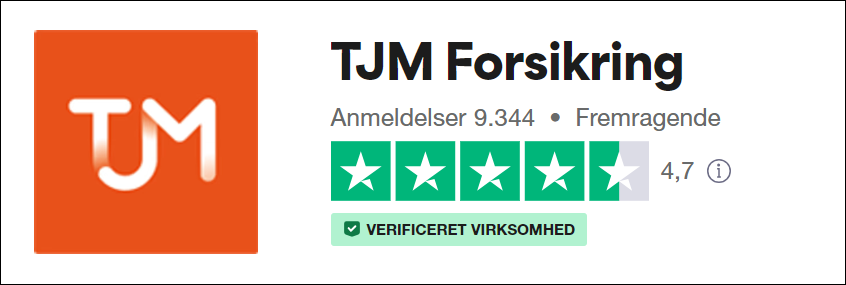 TJM
TJM Forsikring
Anmeldelser 9.344 • Fremragende
4,7
VERIFICERET VIRKSOMHED